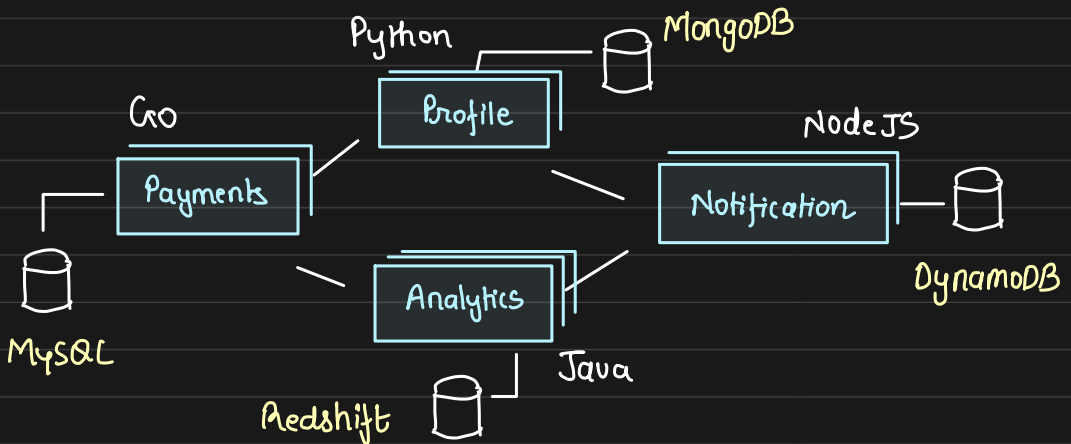 Python
MongoDB
Profile
Go
NodeJS
Payments
Notification
DynamoDB
Analytics
MySQL
Java
Redshift